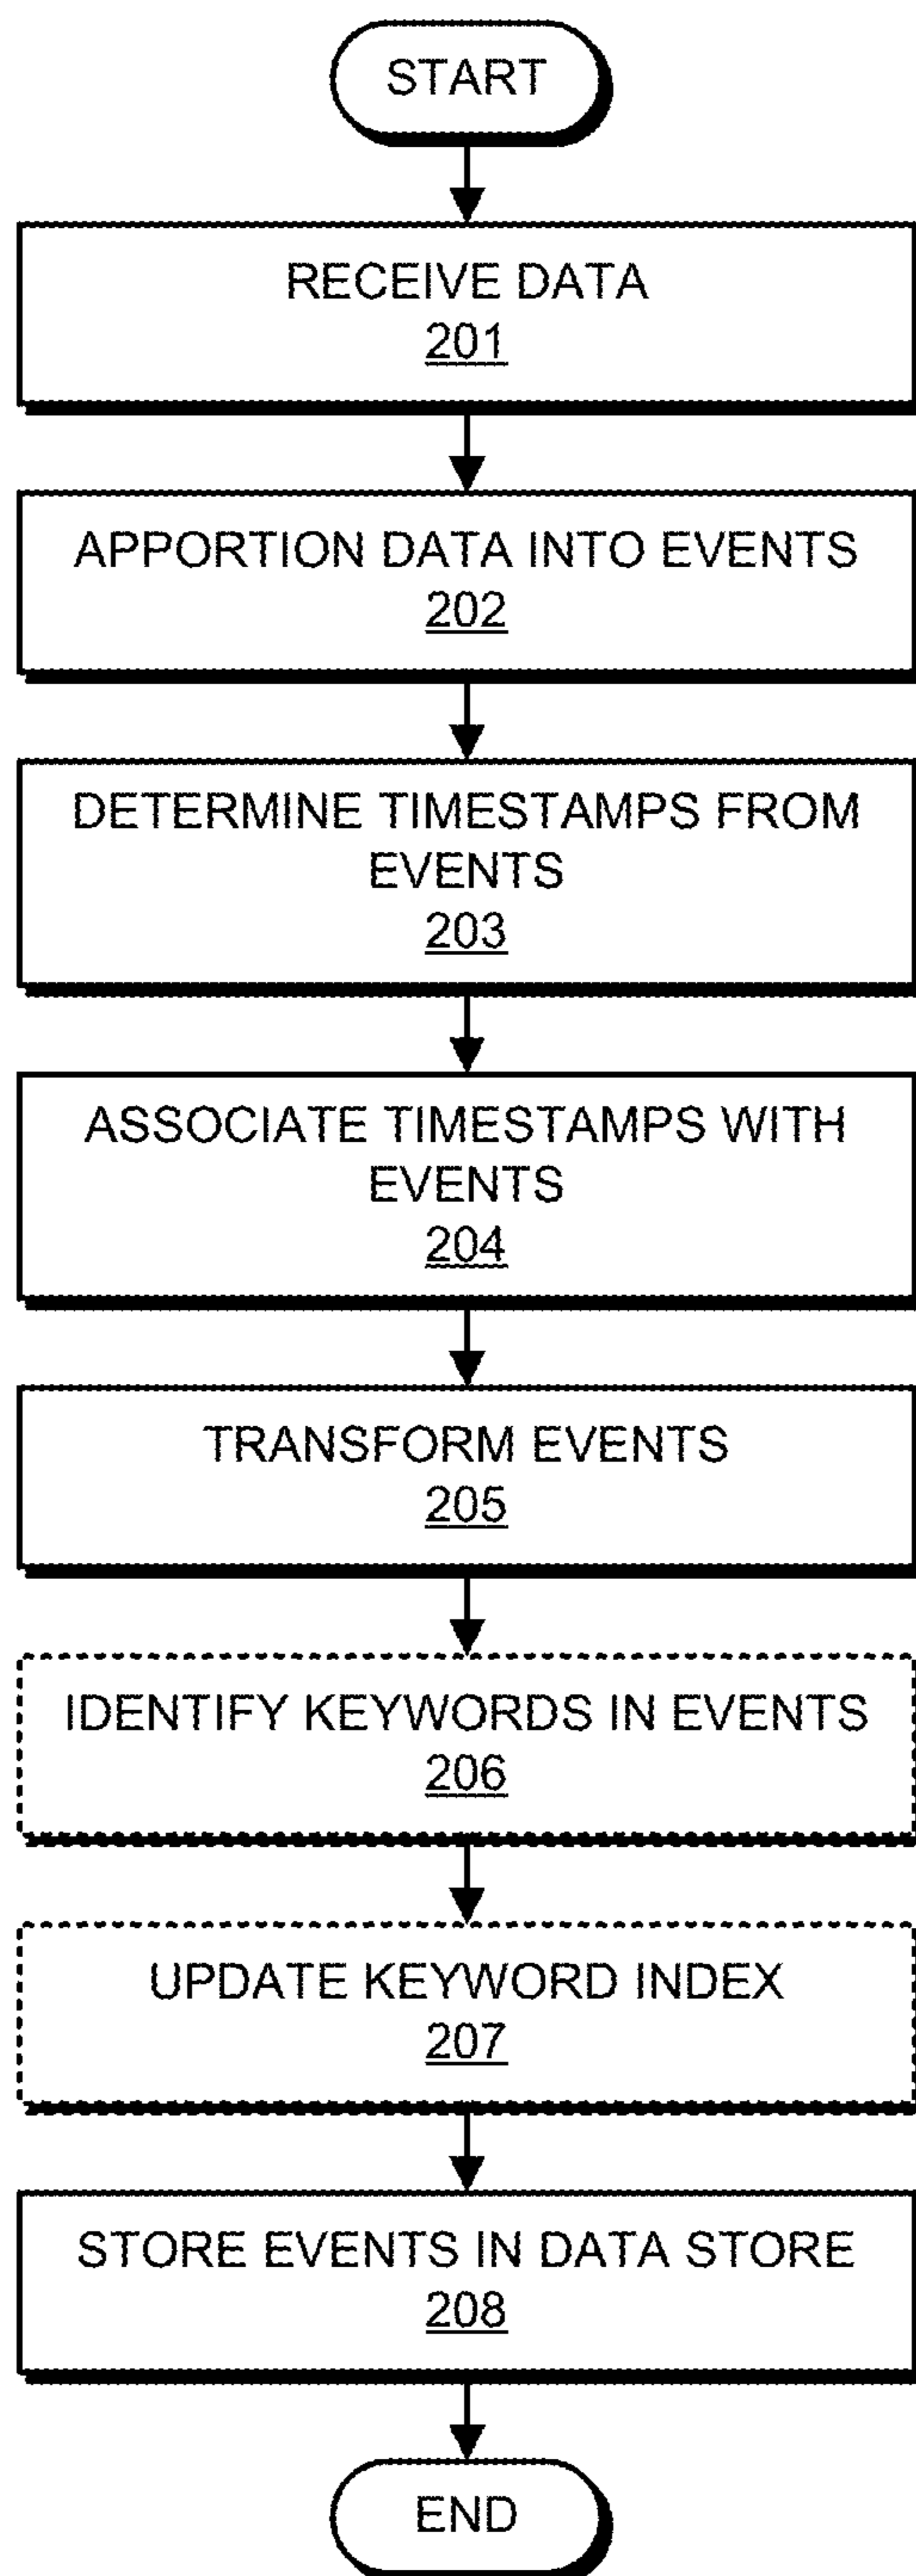 START
RECEIVE DATA
201
APPORTION DATA INTO EVENTS
202
DETERMINE TIMESTAMPS FROM
EVENTS
203
ASSOCIATE TIMESTAMPS WITH
EVENTS
204
TRANSFORM EVENTS
205
IDENTIFY KEYWORDS IN EVENTS
206
UPDATE KEYWORD INDEX
207
STORE EVENTS IN DATA STORE
208
END